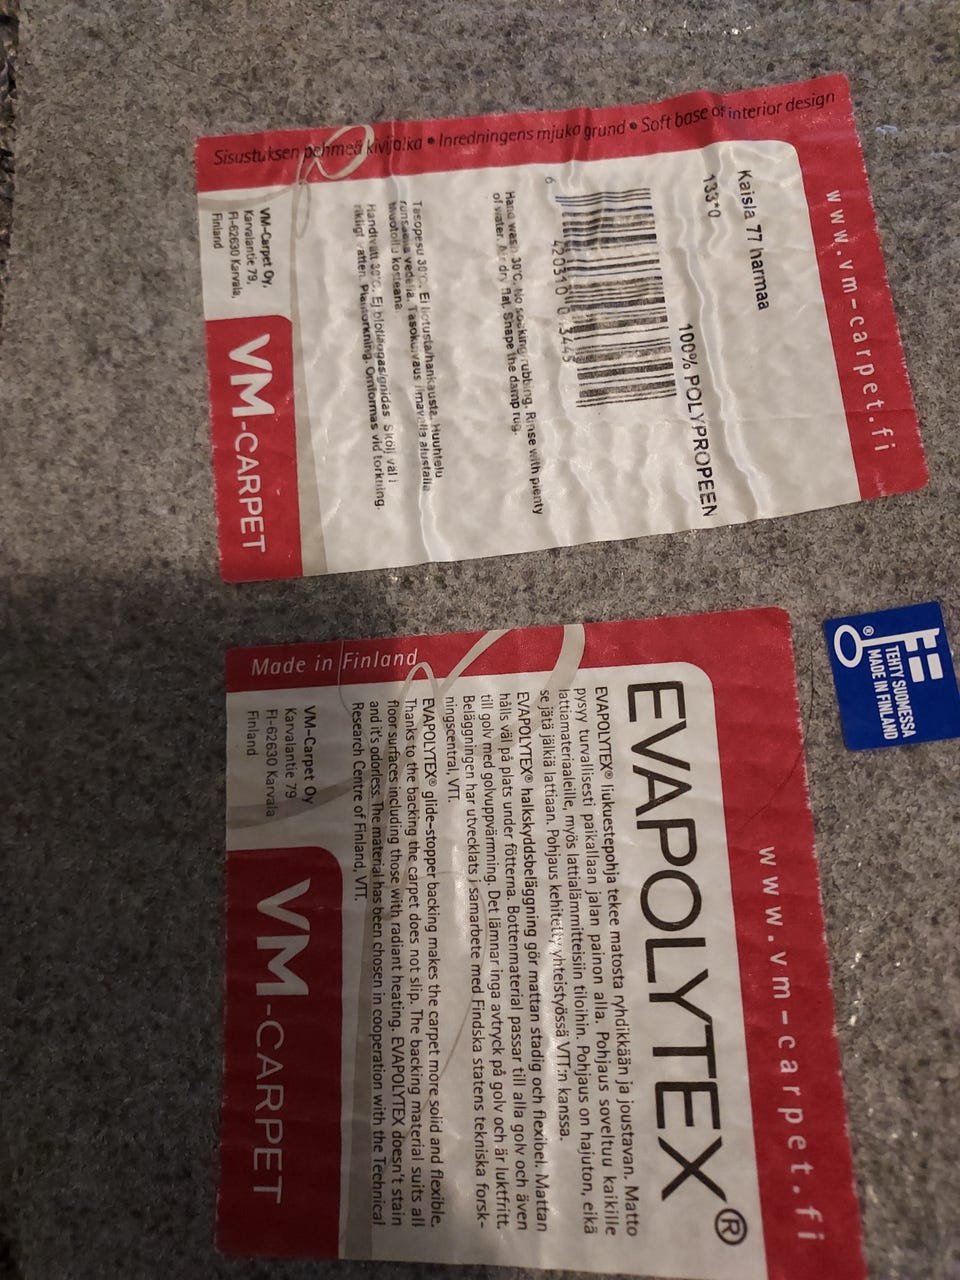 Sisustuksen pehmeä kivijalka • Inredningens mjuka grund • Soft base of interior design
www.vm-carpet.fi
Kaisla 77 harmaa
133*0
100% POLYPROPEEN
6 420310
Hand wash 30°C. No soaking/rubbing. Rinse with plenty
of water. Air dry flat. Shape the damp rug.
Tasopesu 30°C. Ei liotusta/hankausta. Huuhtelu
runsaalla vedellä. Tasokuivaus ilmavalla alustalla
muotoiltu kosteana.
Handtvätt 30°C. Ej blötläggas/gnidas. Skölj väl i
rikligt vatten. Plantorkning. Omformas vid torkning.
VM-Carpet Oy,
Karvalantie 79,
FI-62630 Karvala,
Finland
VM-CARPET
TEHTY SUOMESSA
MADE IN FINLAND
®
Made in Finland
www.vm-carpet.fi
EVAPOLYTEX®
EVAPOLYTEX® liukuestepohja tekee matosta ryhdikkään ja joustavan. Matto
pysyy turvallisesti paikallaan jalan painon alla. Pohjaus soveltuu kaikille
lattiamateriaaleille, myös lattialämmitteisiin tiloihin. Pohjaus on hajuton, eikä
se jätä jälkiä lattiaan. Pohjaus kehitetty yhteistyössä VTT:n kanssa.
EVAPOLYTEX® halkskyddsbeläggning gör mattan stadig och flexibel. Mattan
hålls väl på plats under fötterna. Bottenmaterial passar till alla golv och även
till golv med golvuppvärmning. Det lämnar inga avtryck på golv och är luktfritt.
Beläggningen har utvecklats i samarbete med Findska statens tekniska forsk-
ningscentral, VTT.
EVAPOLYTEX® glide-stopper backing makes the carpet more solid and flexible.
Thanks to the backing the carpet does not slip. The backing material suits all
floor surfaces including those with radiant heating. EVAPOLYTEX doesn't stain
and it's odorless. The material has been chosen in cooperation with the Technical
Research Centre of Finland, VTT.
VM-Carpet Oy
Karvalantie 79
FI-62630 Karvala
Finland
VM-CARPET